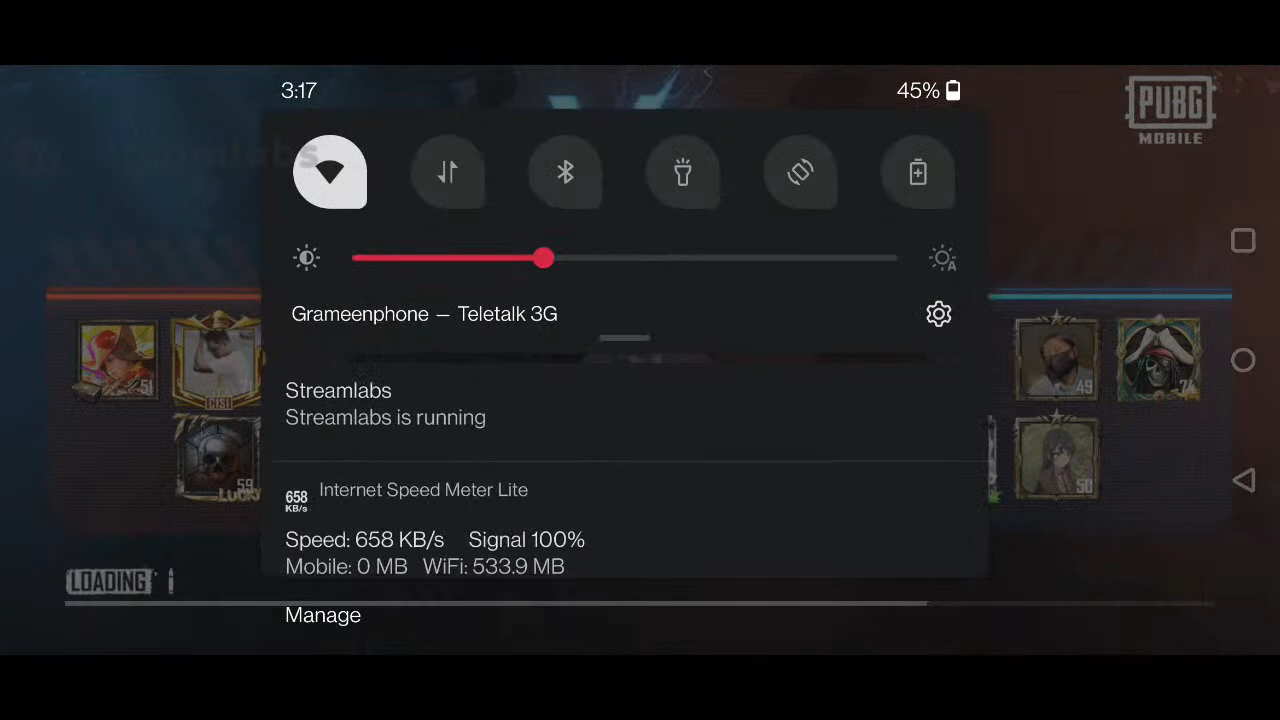 3:17
45%
PUBG
MOBILE
A
Grameenphone – Teletalk 3G
Streamlabs
Streamlabs is running
658
KB/s
Internet Speed Meter Lite
Speed: 658 KB/s Signal 100%
Mobile: 0 MB WiFi: 533.9 MB
Manage
LOADING
51
59
49
74
50